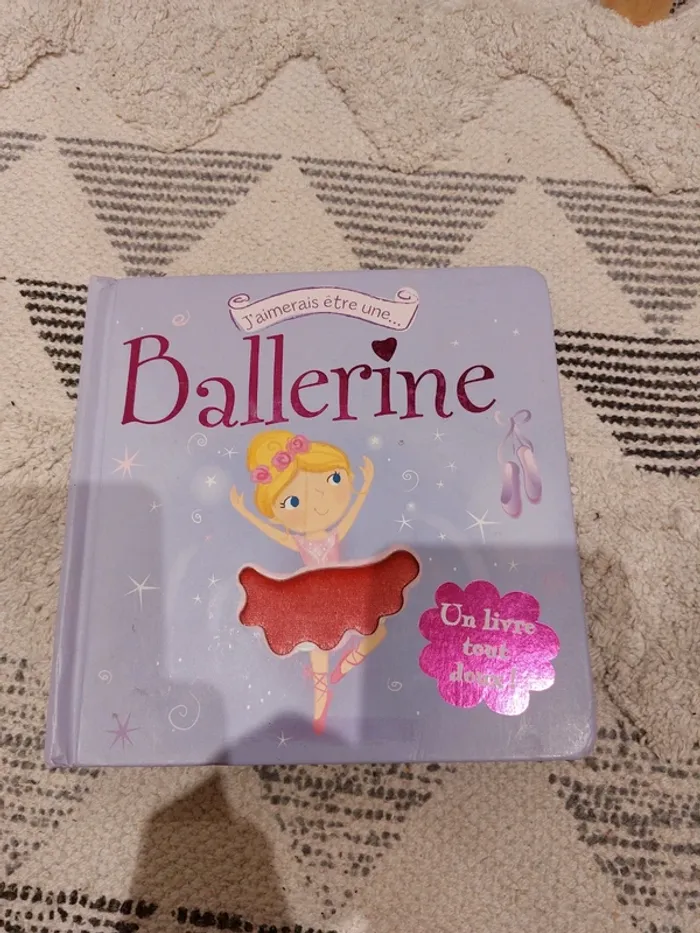 J'aimerais être une...
Ballerine
Un livre
tout
doux!